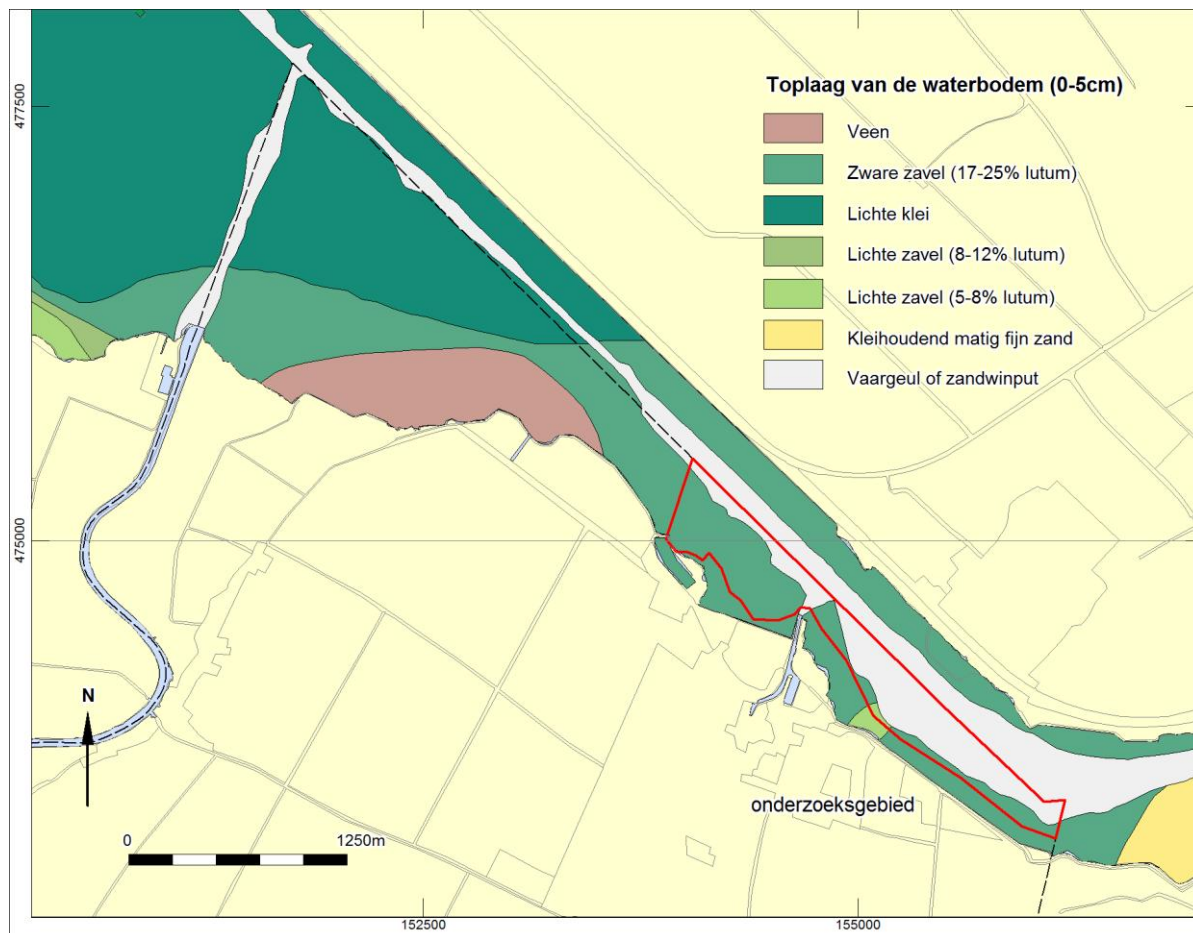 477500
Toplaag van de waterbodem (0-5cm)
Veen
Zware zavel (17-25% lutum)
Lichte klei
Lichte zavel (8-12% lutum)
Lichte zavel (5-8% lutum)
Kleihoudend matig fijn zand
Vaargeul of zandwinput
475000
N
onderzoeksgebied
0 1250m
152500 155000